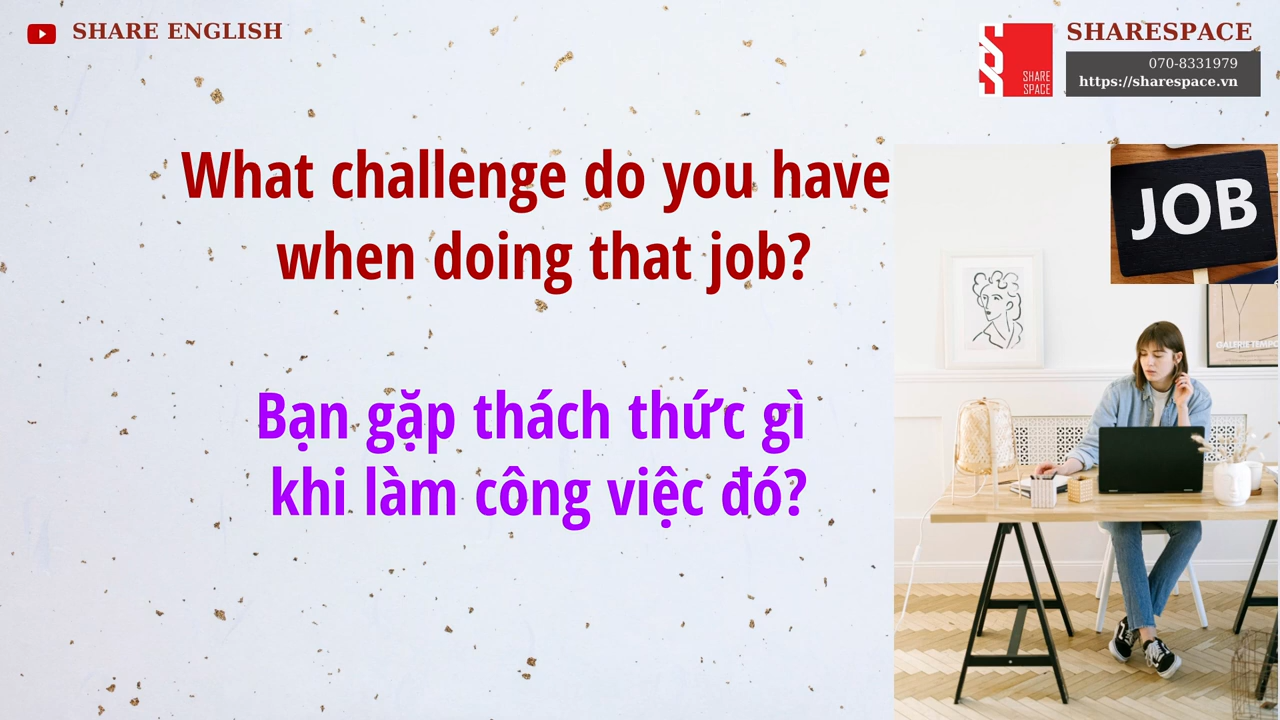 SHARE ENGLISH
SHARESPACE
070-8331979
https://sharespace.vn
SHARE
SPACE
What challenge do you have
when doing that job?
JOB
Bạn gặp thách thức gì
khi làm công việc đó?